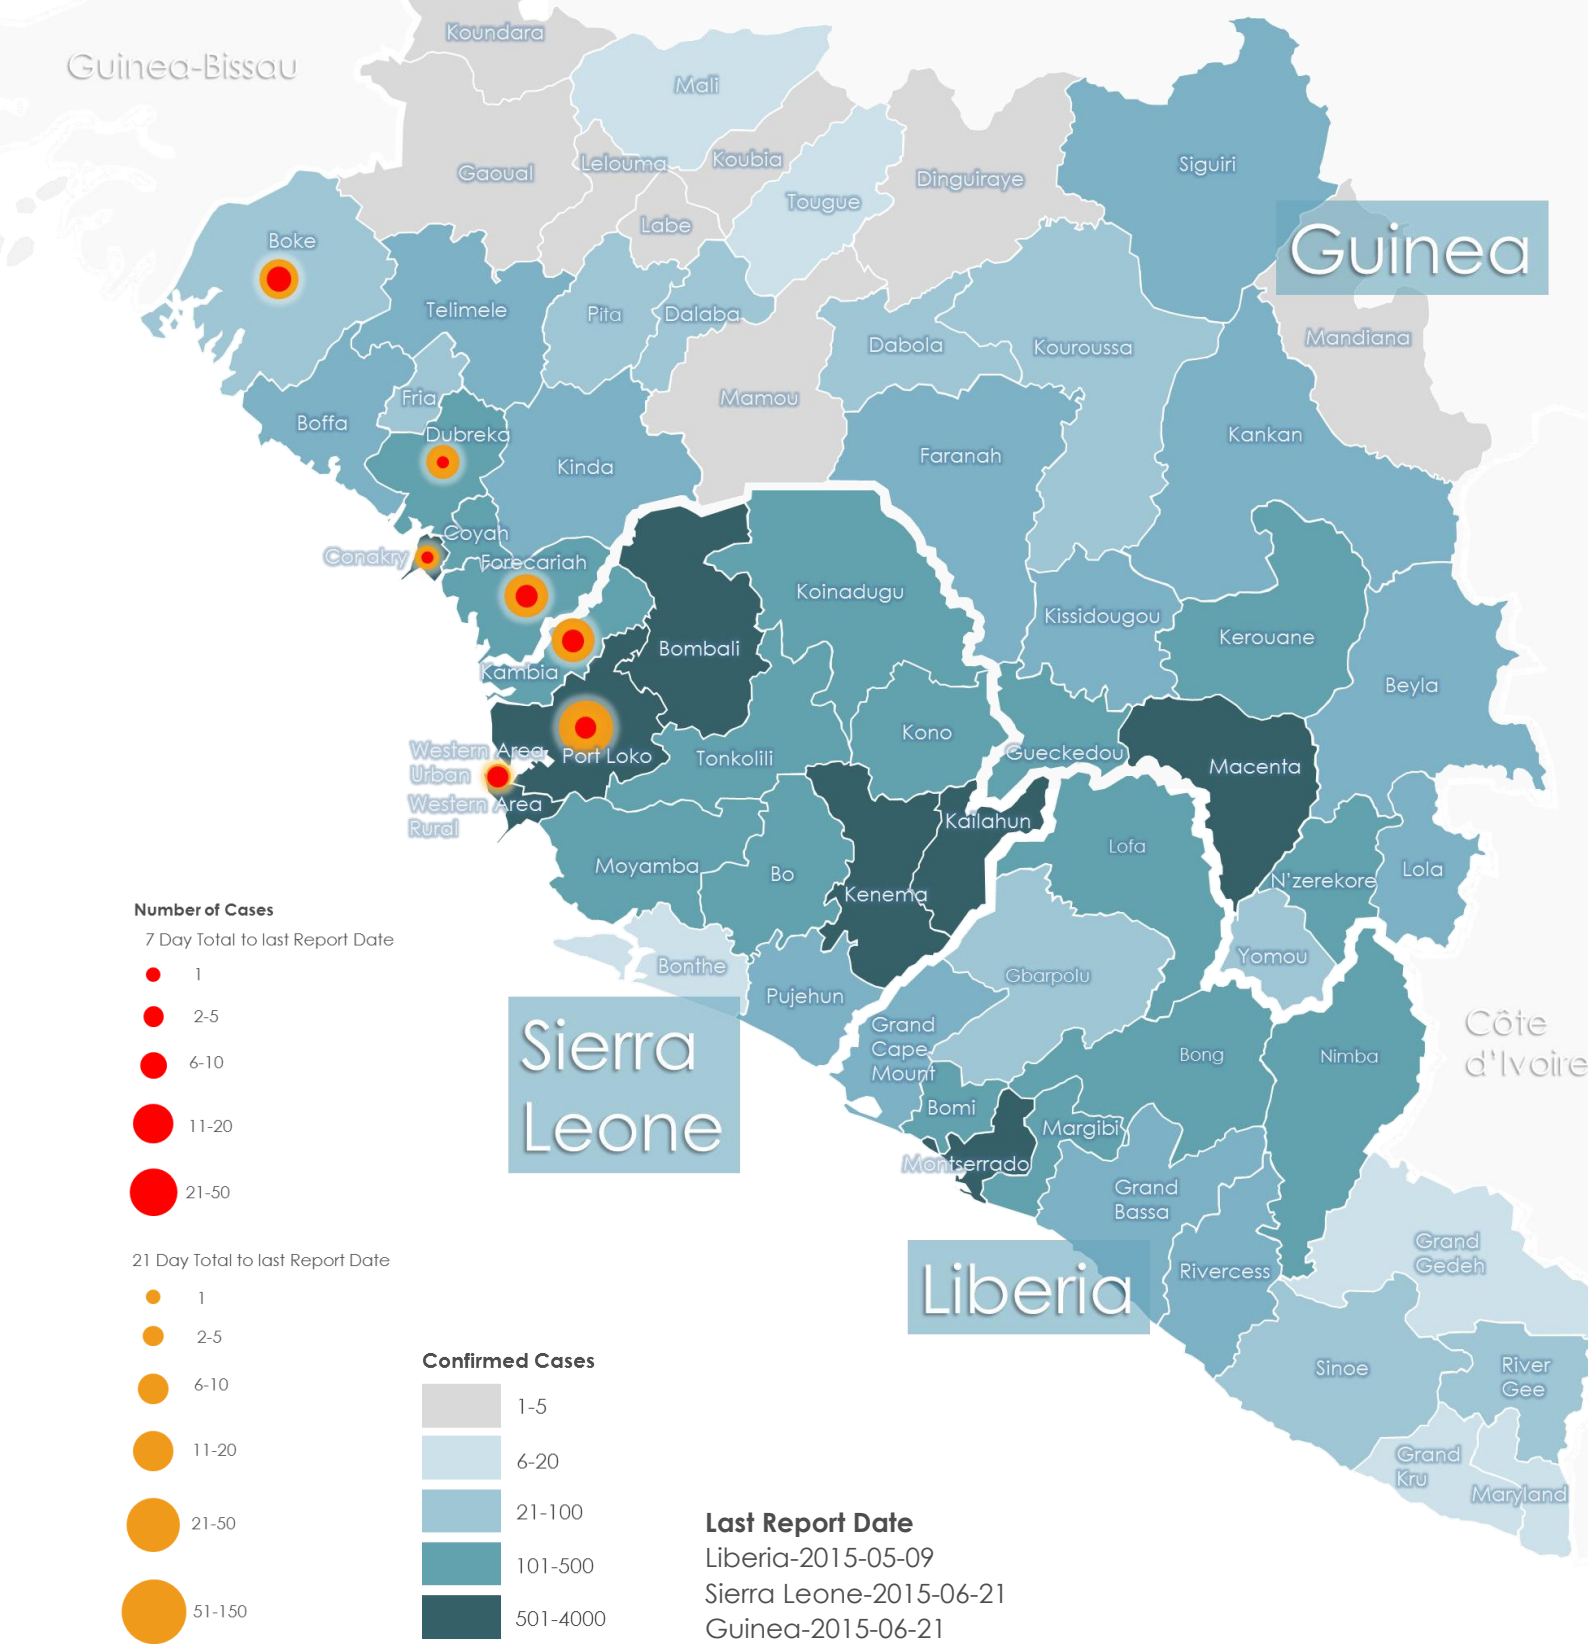 Koundara
Guinea-Bissau
Mali
Lelouma
Koubia
Gaoual
Siguiri
Dinguiraye
Tougue
Labe
Boke
Guinea
Telimele
Pita
Dalaba
Mandiana
Dabola
Kouroussa
Fria
Mamou
Boffa
Dubreka
Kankan
Faranah
Kinda
Coyah
Conakry
Forecariah
Koinadugu
Kissidougou
Kerouane
Bombali
Kambia
Beyla
Kono
Western Area
Urban
Port Loko
Tonkolili
Gueckedou
Macenta
Western Area
Rural
Kailahun
Moyamba
Bo
Lofa
Lola
Kenema
N'zerekore
Number of Cases
7 Day Total to last Report Date
1
2-5
6-10
11-20
21-50
Bonthe
Pujehun
Gbarpolu
Yomou
Sierra
Leone
Grand
Cape
Mount
Bong
Nimba
Côte
d'Ivoire
Bomi
Margibi
Montserrado
Grand
Bassa
Liberia
Rivercess
Grand
Gedeh
Sinoe
River
Gee
Grand
Kru
Maryland
21 Day Total to last Report Date
1
2-5
6-10
11-20
21-50
51-150
Confirmed Cases
1-5
6-20
21-100
101-500
501-4000
Last Report Date
Liberia-2015-05-09
Sierra Leone-2015-06-21
Guinea-2015-06-21